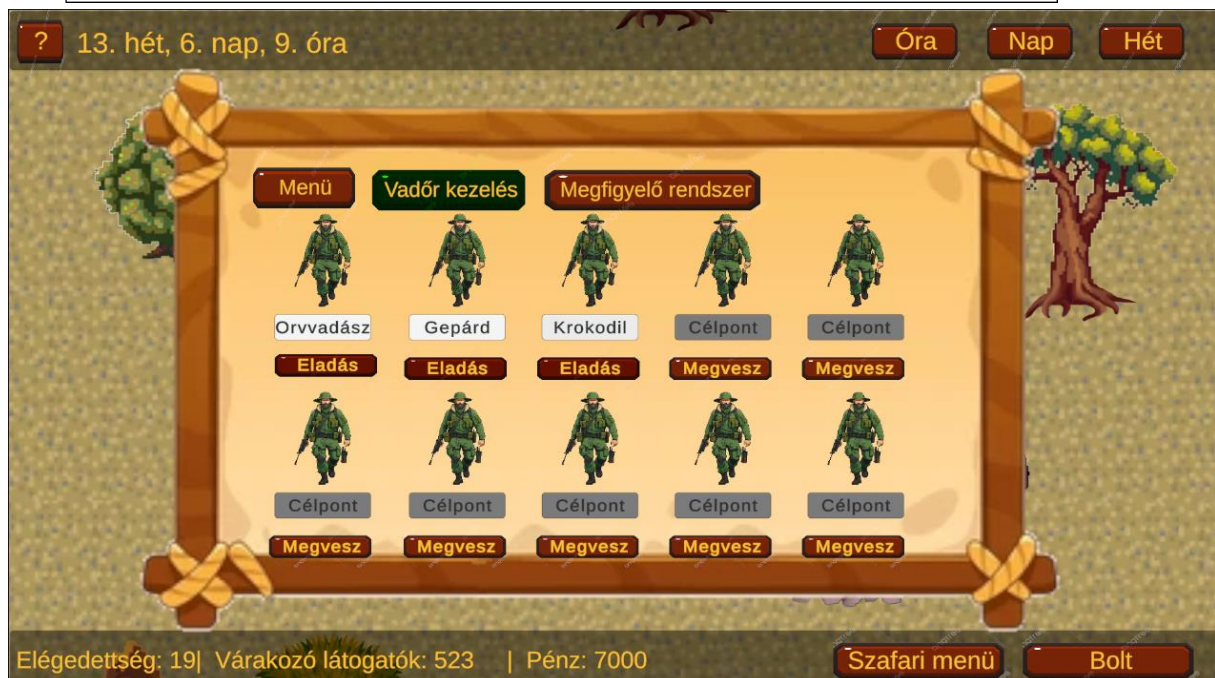 ? 13. hét, 6. nap, 9. óra Óra Nap Hét
Menü Vadőr kezelés Megfigyelő rendszer
Orvvadász Gepárd Krokodil Célpont Célpont
Eladás Eladás Eladás Megvesz Megvesz
Célpont Célpont Célpont Célpont Célpont
Megvesz Megvesz Megvesz Megvesz Megvesz
Elégedettség: 19| Várakozó látogatók: 523 | Pénz: 7000 Szafari menü Bolt